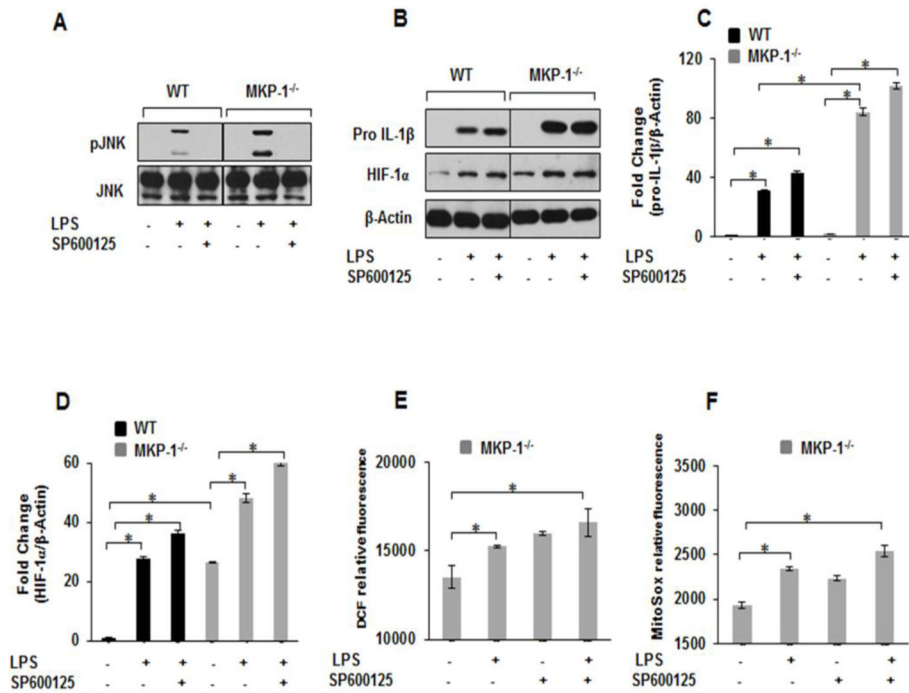 A
WT MKP-1-/-
pJNK
JNK
LPS - + + - + +
SP600125 - - + - - +
B
WT MKP-1-/-
Pro IL-1β
HIF-1α
β-Actin
LPS - + + - + +
SP600125 - - + - - +
C
WT
MKP-1-/-
Fold Change
(pro-IL-1β/β-Actin)
120
80
40
0
* * * * *
LPS - + + - + +
SP600125 - - + - - +
D
WT
MKP-1-/-
Fold Change
(HIF-1α/β-Actin)
60
40
20
0
* * * * *
LPS - + + - + +
SP600125 - - + - - +
E
MKP-1-/-
DCF relative fluorescence
20000
15000
10000
* *
LPS - + - +
SP600125 - - + +
F
MKP-1-/-
MitoSox relative fluorescence
3500
3000
2500
2000
1500
* *
LPS - + - +
SP600125 - - + +